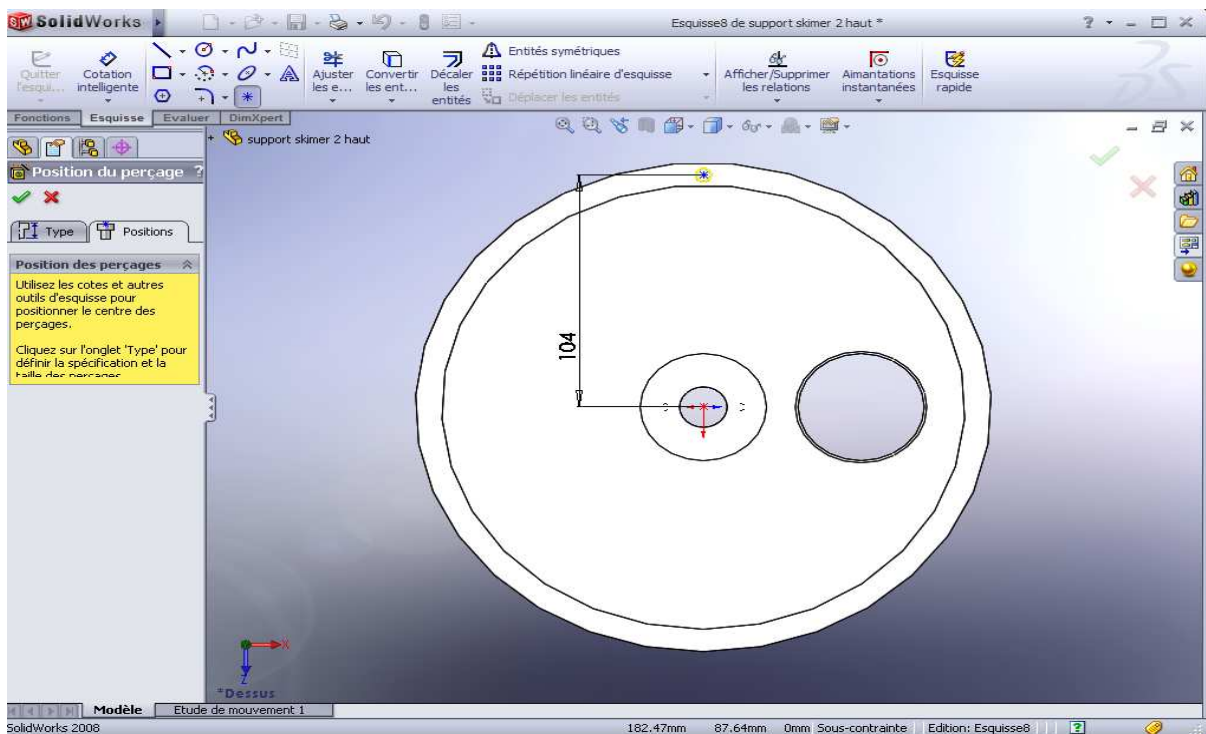 SolidWorks
Esquisse8 de support skimer 2 haut *
Quitter l'esqui...
Cotation intelligente
Ajuster les e...
Convertir les ent...
Décaler les entités
Entités symétriques
Répétition linéaire d'esquisse
Déplacer les entités
Afficher/Supprimer les relations
Aimantations instantanées
Esquisse rapide
Fonctions Esquisse Evaluer DimXpert
support skimer 2 haut
Position du perçage ?
Type Positions
Position des perçages
Utilisez les cotes et autres
outils d'esquisse pour
positionner le centre des
perçages.
Cliquez sur l'onglet 'Type' pour
définir la spécification et la
taille des perçages
104
X
Z
*Dessus
Modèle Etude de mouvement 1
SolidWorks 2008 182.47mm 87.64mm 0mm Sous-contrainte Edition: Esquisse8